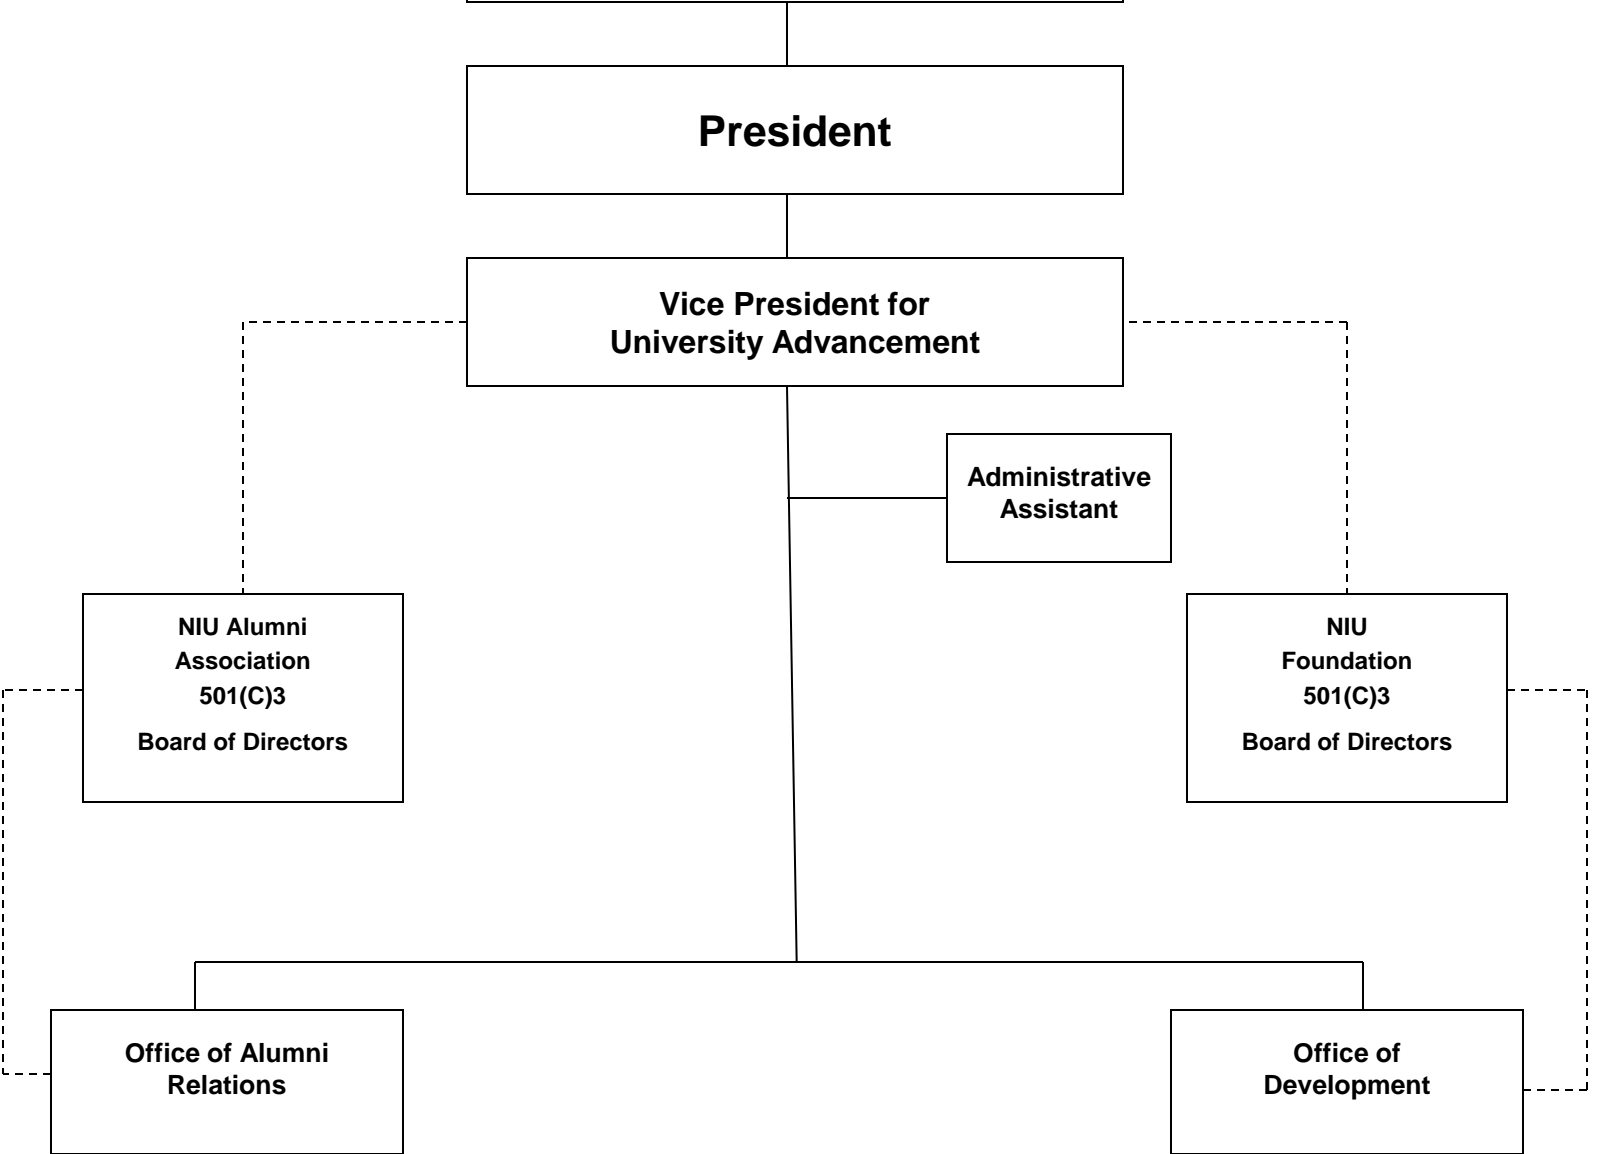 President
Vice President for
University Advancement
Administrative
Assistant
NIU Alumni
Association
501(C)3
Board of Directors
NIU
Foundation
501(C)3
Board of Directors
Office of Alumni
Relations
Office of
Development